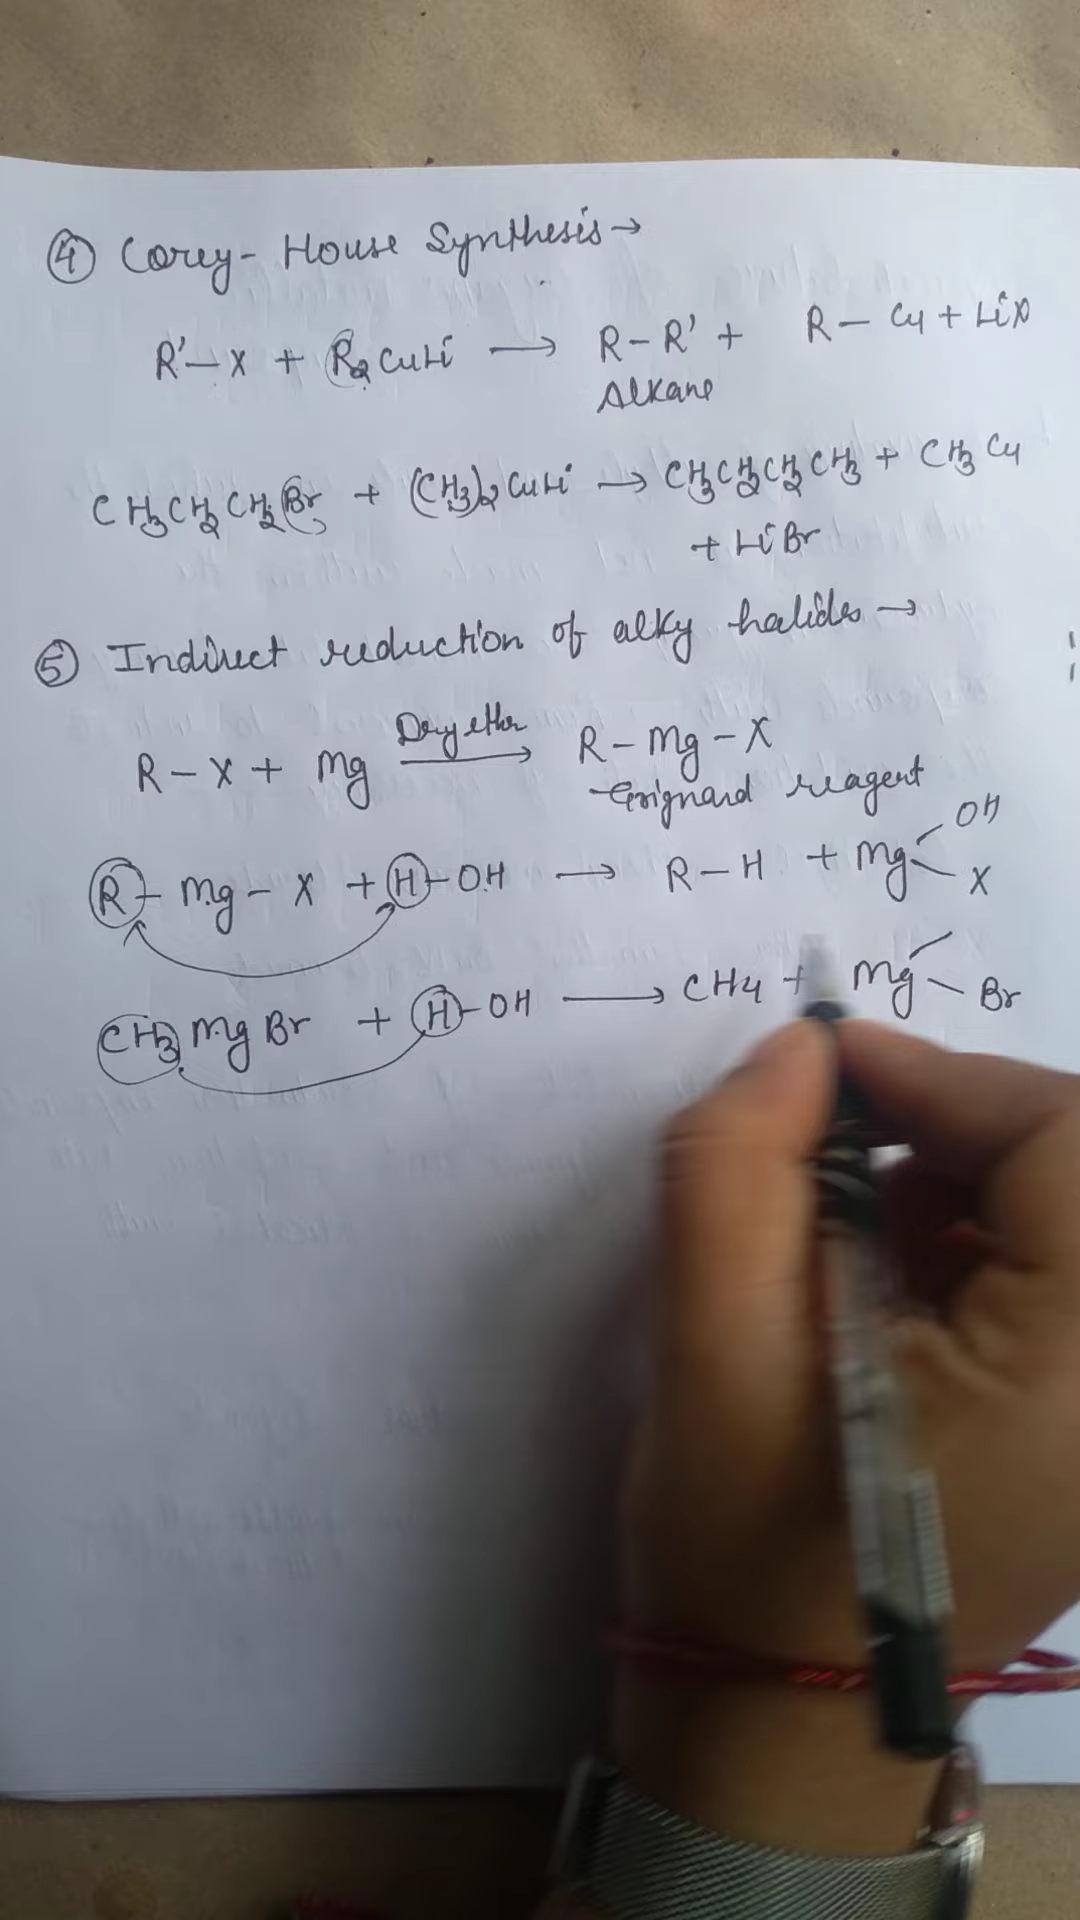 ④ Corey-House Synthesis→
R'—X + R₂CuLi → R-R' + R-Cu + LiX
Alkane
CH₃CH₂CH₂Br + (CH₃)₂CuLi → CH₃CH₂CH₂CH₃ + CH₃Cu
+ LiBr
⑤ Indirect reduction of alky halides →
Dry ether
R-X + Mg → R-Mg-X
Grignard reagent
OH
R-Mg-X + H-OH → R-H + Mg
X
CH₃MgBr + H-OH → CH4 + Mg
Br